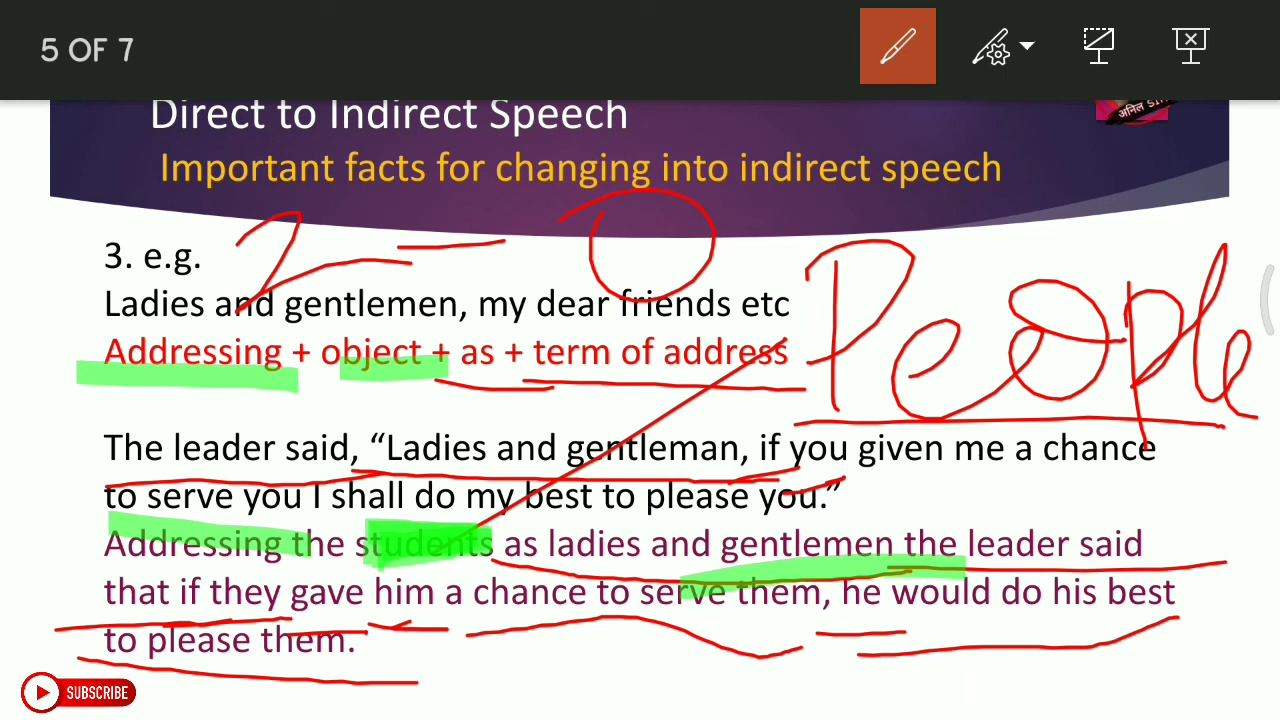 5 OF 7
Direct to Indirect Speech
अनिल
Important facts for changing into indirect speech
3. e.g.
2 –
People
Ladies and gentlemen, my dear friends etc
Addressing + object + as + term of address
The leader said, “Ladies and gentleman, if you given me a chance
to serve you I shall do my best to please you.”
Addressing the students as ladies and gentlemen the leader said
that if they gave him a chance to serve them, he would do his best
to please them.
SUBSCRIBE